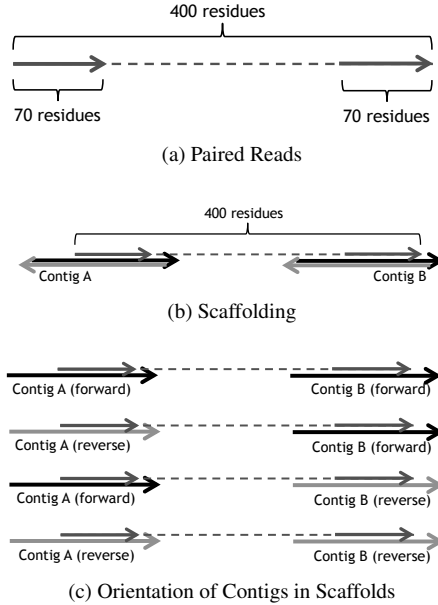 400 residues
70 residues 70 residues
(a) Paired Reads
400 residues
Contig A Contig B
(b) Scaffolding
Contig A (forward) Contig B (forward)
Contig A (reverse) Contig B (forward)
Contig A (forward) Contig B (reverse)
Contig A (reverse) Contig B (reverse)
(c) Orientation of Contigs in Scaffolds